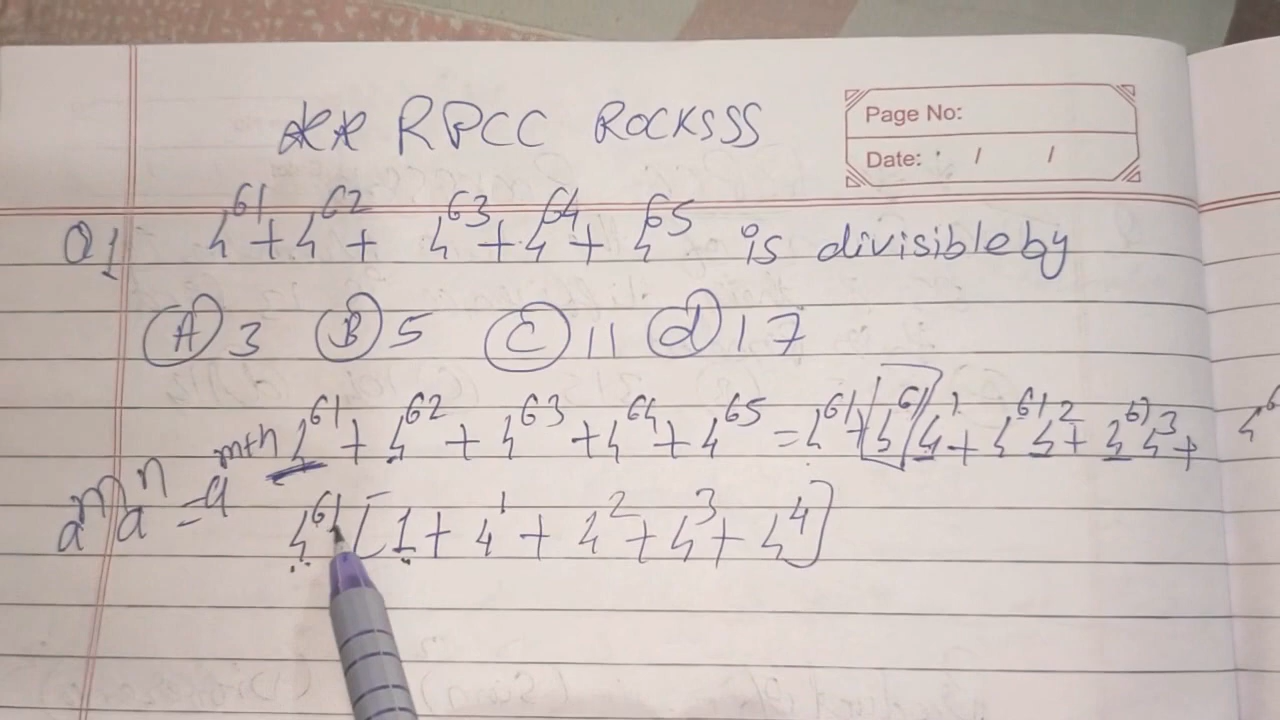 RPCC ROCKSSS
Page No:
Date: / /
Q1 4^61 + 4^62 + 4^63 + 4^64 + 4^65 is divisible by
(A) 3 (B) 5 (C) 11 (d) 17
4^61 + 4^62 + 4^63 + 4^64 + 4^65 = 4^61 + 4^61 4^1 + 4^61 4^2 + 4^61 4^3 +
a^m a^n = a^m+n
4^61 [1 + 4^1 + 4^2 + 4^3 + 4^4]